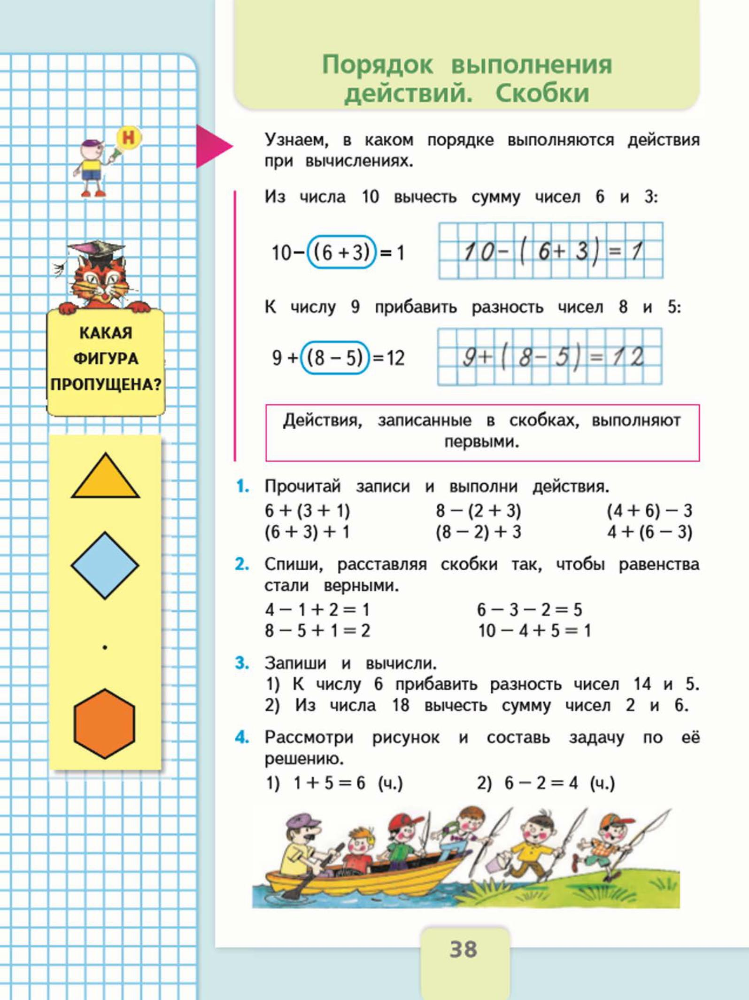 Порядок выполнения
действий. Скобки
Н
Узнаем, в каком порядке выполняются действия
при вычислениях.
Из числа 10 вычесть сумму чисел 6 и 3:
10−(6 + 3) = 1
10−(6+3)=1
К числу 9 прибавить разность чисел 8 и 5:
9 + (8 − 5) = 12
9+(8−5)=12
Действия, записанные в скобках, выполняют
первыми.
КАКАЯ
ФИГУРА
ПРОПУЩЕНА?
1. Прочитай записи и выполни действия.
6 + (3 + 1) 8 − (2 + 3) (4 + 6) − 3
(6 + 3) + 1 (8 − 2) + 3 4 + (6 − 3)
2. Спиши, расставляя скобки так, чтобы равенства
стали верными.
4 − 1 + 2 = 1 6 − 3 − 2 = 5
8 − 5 + 1 = 2 10 − 4 + 5 = 1
3. Запиши и вычисли.
1) К числу 6 прибавить разность чисел 14 и 5.
2) Из числа 18 вычесть сумму чисел 2 и 6.
4. Рассмотри рисунок и составь задачу по её
решению.
1) 1 + 5 = 6 (ч.) 2) 6 − 2 = 4 (ч.)
38